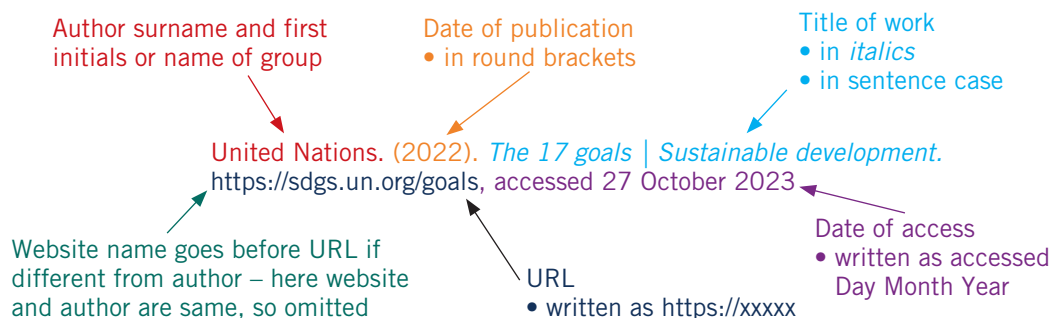 Author surname and first
initials or name of group
Date of publication
• in round brackets
Title of work
• in italics
• in sentence case
United Nations. (2022). The 17 goals | Sustainable development.
https://sdgs.un.org/goals, accessed 27 October 2023
Website name goes before URL if
different from author – here website
and author are same, so omitted
URL
• written as https://xxxxx
Date of access
• written as accessed
Day Month Year